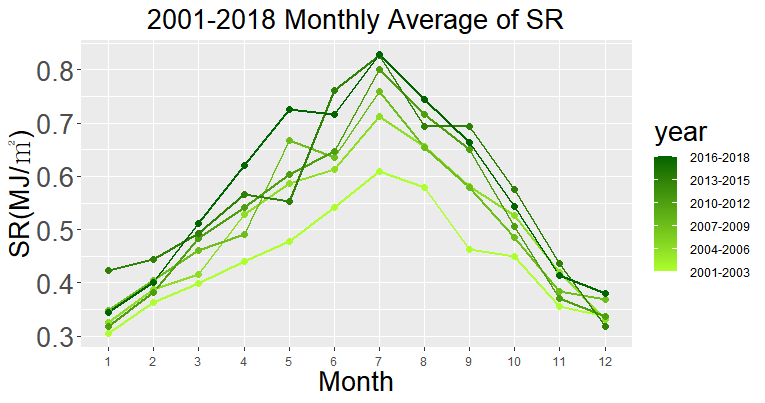 2001-2018 Monthly Average of SR
SR(MJ/㎡)
0.8
0.7
0.6
0.5
0.4
0.3
1 2 3 4 5 6 7 8 9 10 11 12
Month
year
2016-2018
2013-2015
2010-2012
2007-2009
2004-2006
2001-2003